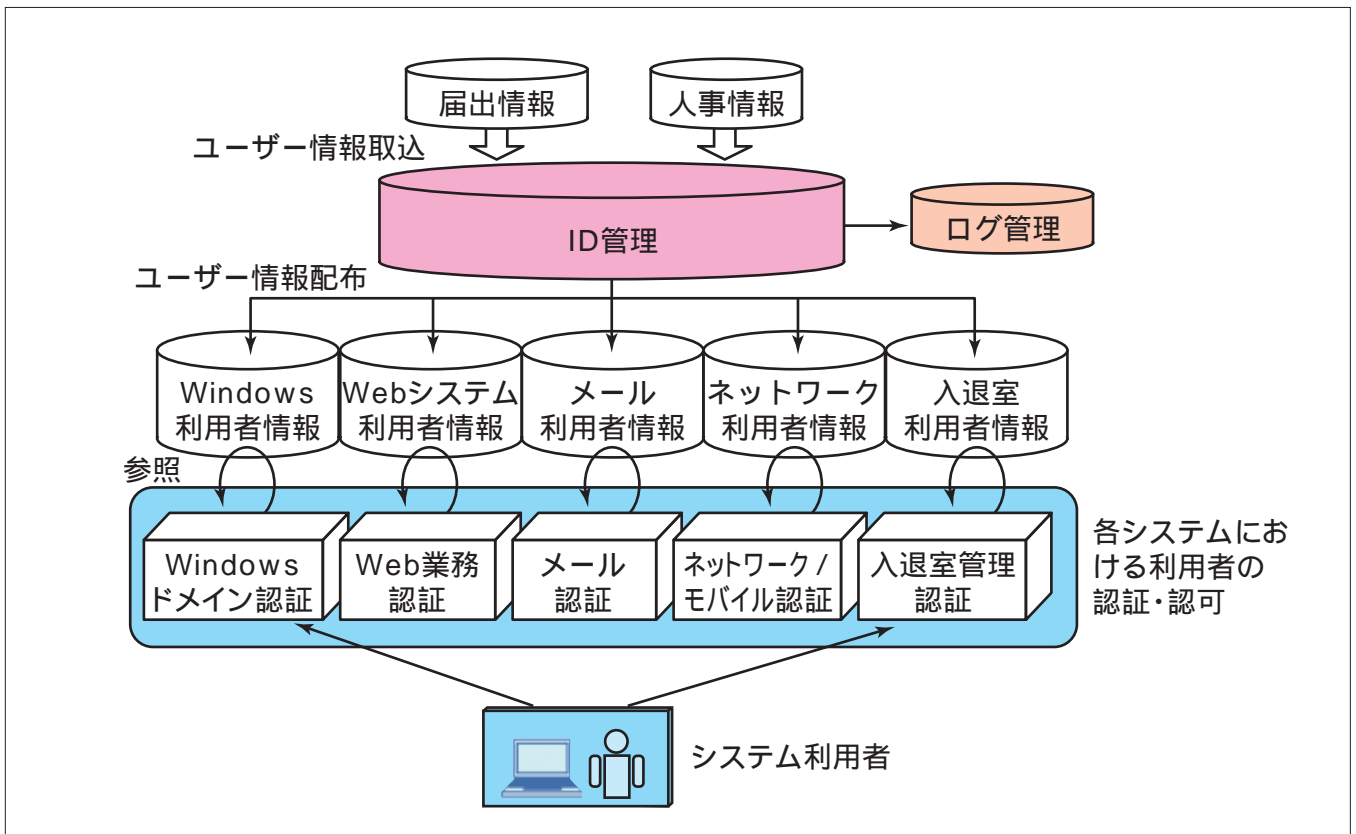 届出情報
人事情報
ユーザー情報取込
ID管理
ログ管理
ユーザー情報配布
Windows
利用者情報
Webシステム
利用者情報
メール
利用者情報
ネットワーク
利用者情報
入退室
利用者情報
参照
Windows
ドメイン認証
Web業務
認証
メール
認証
ネットワーク/
モバイル認証
入退室管理
認証
各システムにお
ける利用者の
認証・認可
システム利用者